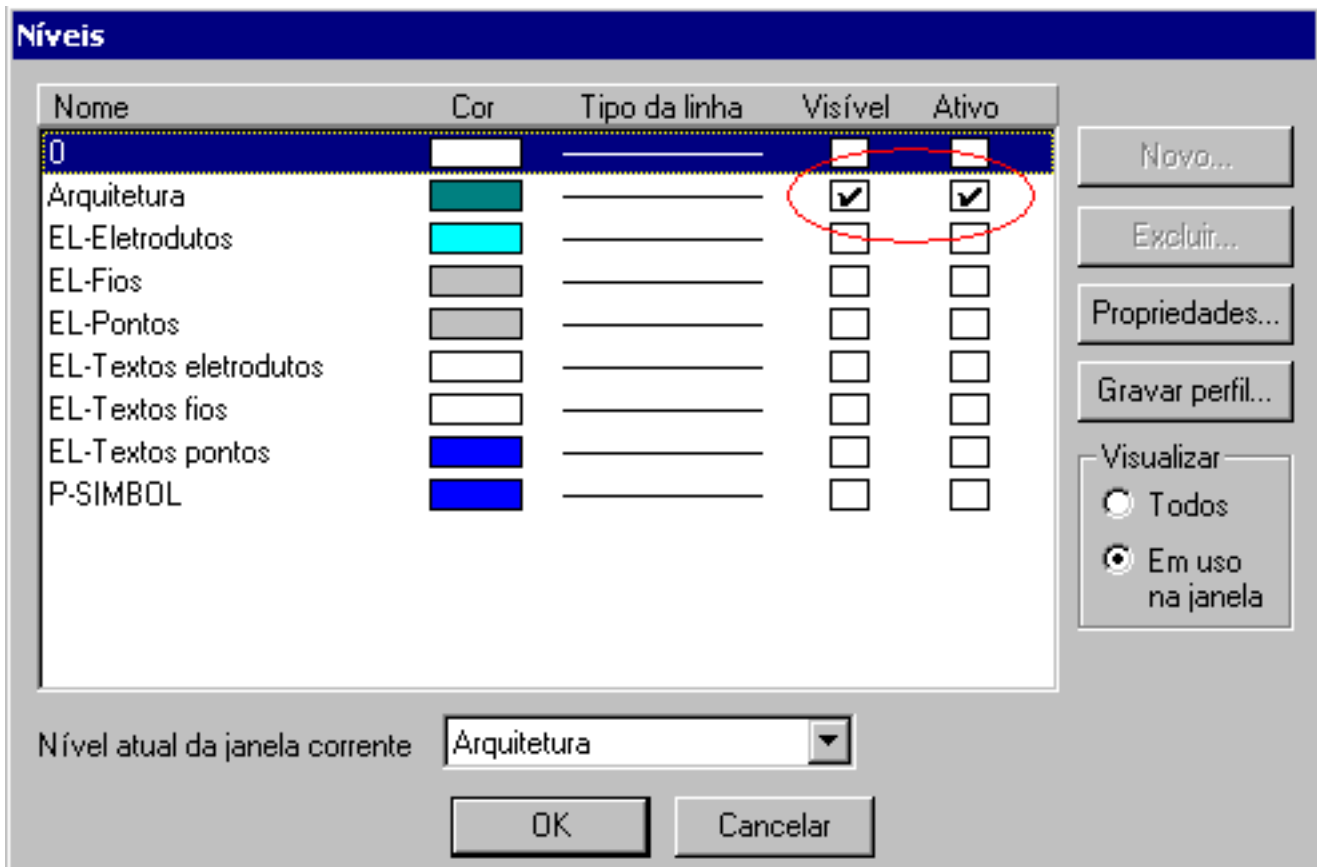 Níveis
Nome Cor Tipo da linha Visível Ativo
0
Arquitetura
EL-Eletrodutos
EL-Fios
EL-Pontos
EL-Textos eletrodutos
EL-Textos fios
EL-Textos pontos
P-SIMBOL
Novo...
Excluir...
Propriedades...
Gravar perfil...
Visualizar
Todos
Em uso
na janela
Nível atual da janela corrente Arquitetura
OK Cancelar